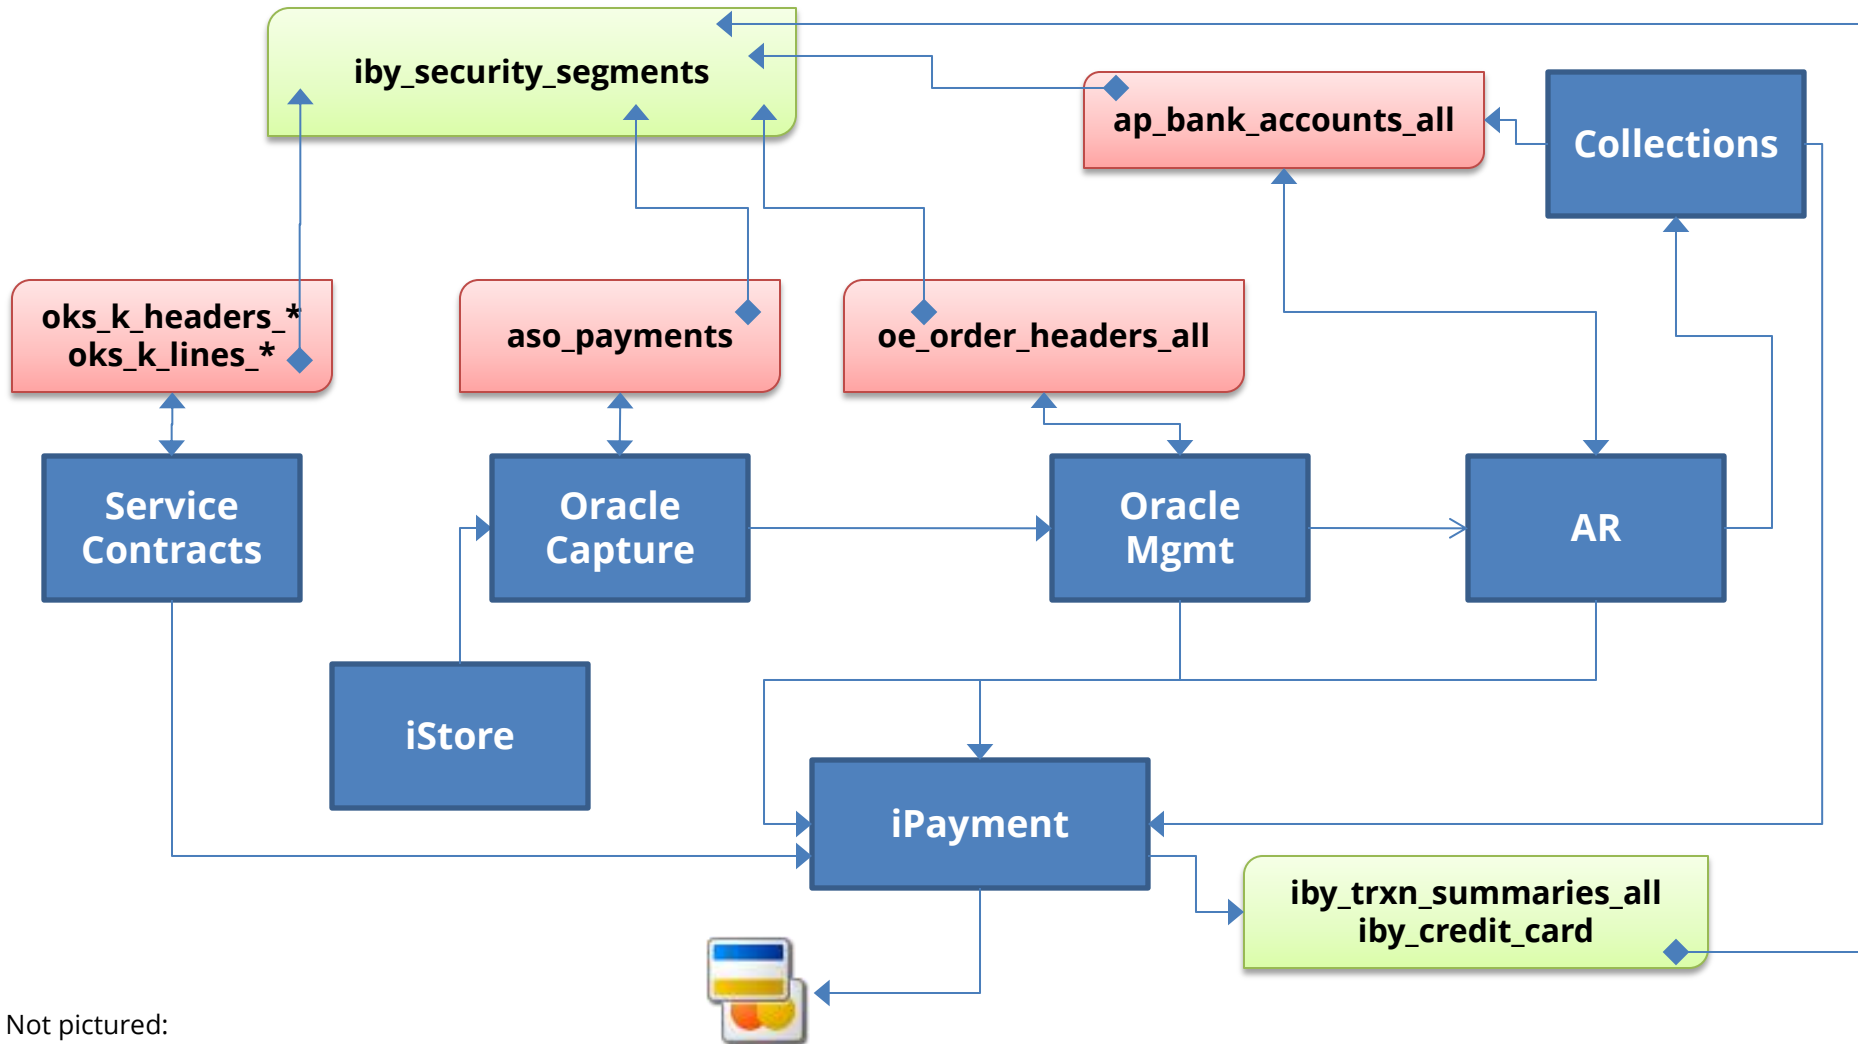 iby_security_segments
ap_bank_accounts_all
Collections
oks_k_headers_*
oks_k_lines_*
aso_payments
oe_order_headers_all
Service
Contracts
Oracle
Capture
Oracle
Mgmt
AR
iStore
iPayment
iby_trxn_summaries_all
iby_credit_card
Not pictured: